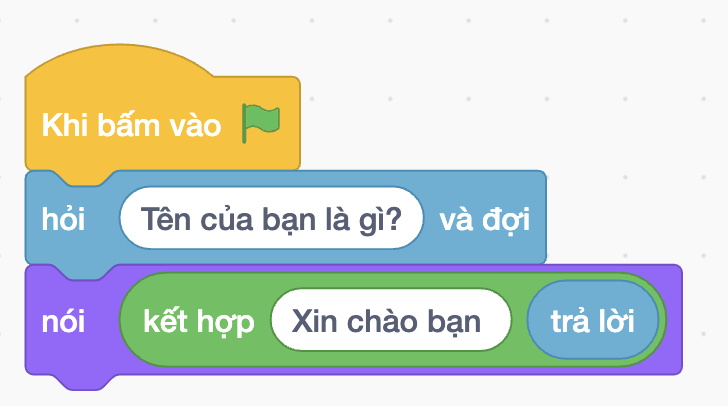 Khi bấm vào
hỏi Tên của bạn là gì? và đợi
nói kết hợp Xin chào bạn trả lời